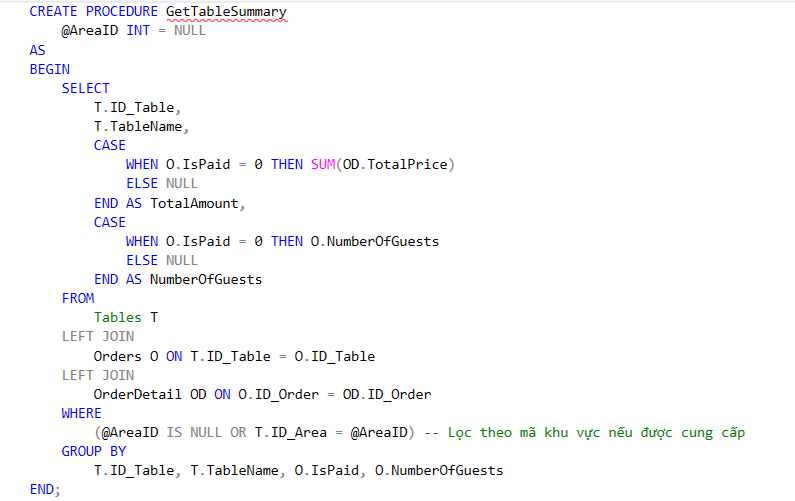 CREATE PROCEDURE GetTableSummary
    @AreaID INT = NULL
AS
BEGIN
    SELECT
        T.ID_Table,
        T.TableName,
        CASE
            WHEN O.IsPaid = 0 THEN SUM(OD.TotalPrice)
            ELSE NULL
        END AS TotalAmount,
        CASE
            WHEN O.IsPaid = 0 THEN O.NumberOfGuests
            ELSE NULL
        END AS NumberOfGuests
    FROM
        Tables T
    LEFT JOIN
        Orders O ON T.ID_Table = O.ID_Table
    LEFT JOIN
        OrderDetail OD ON O.ID_Order = OD.ID_Order
    WHERE
        (@AreaID IS NULL OR T.ID_Area = @AreaID) -- Lọc theo mã khu vực nếu được cung cấp
    GROUP BY
        T.ID_Table, T.TableName, O.IsPaid, O.NumberOfGuests
END;